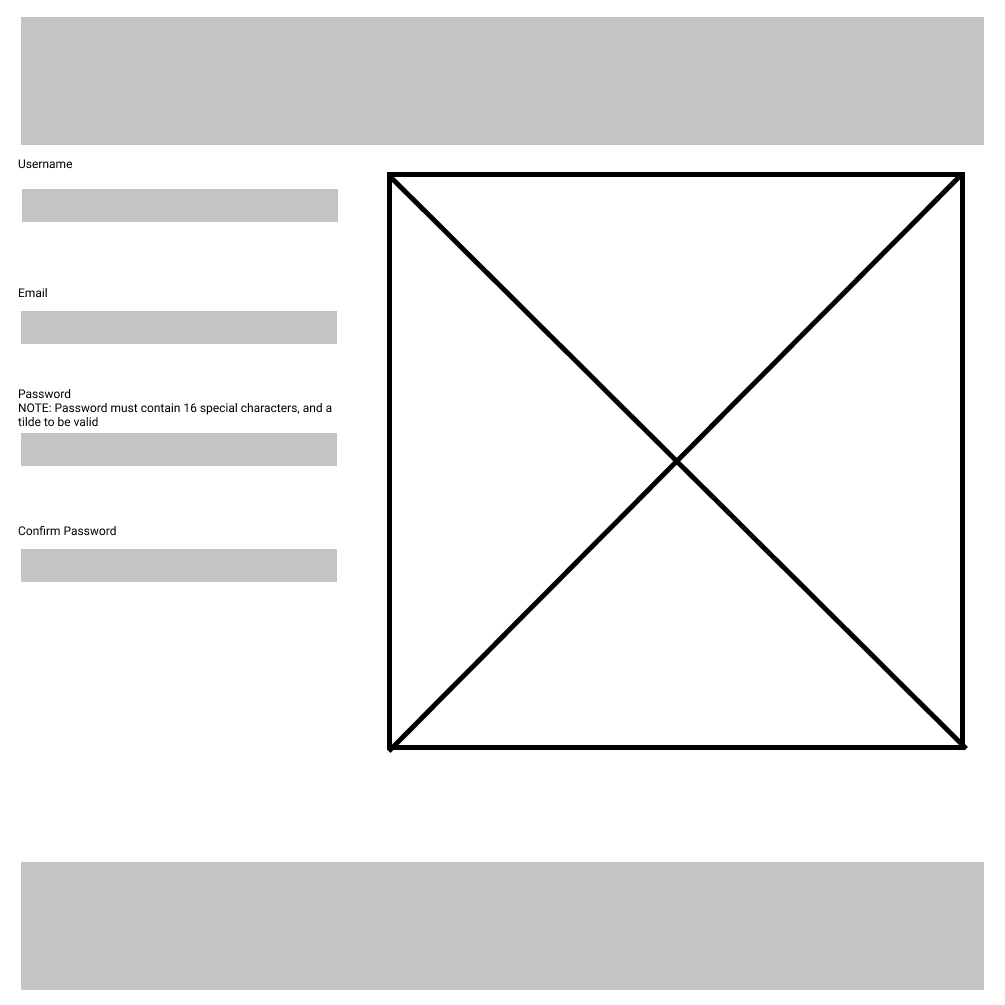 Username
Email
Password
NOTE: Password must contain 16 special characters, and a
tilde to be valid
Confirm Password